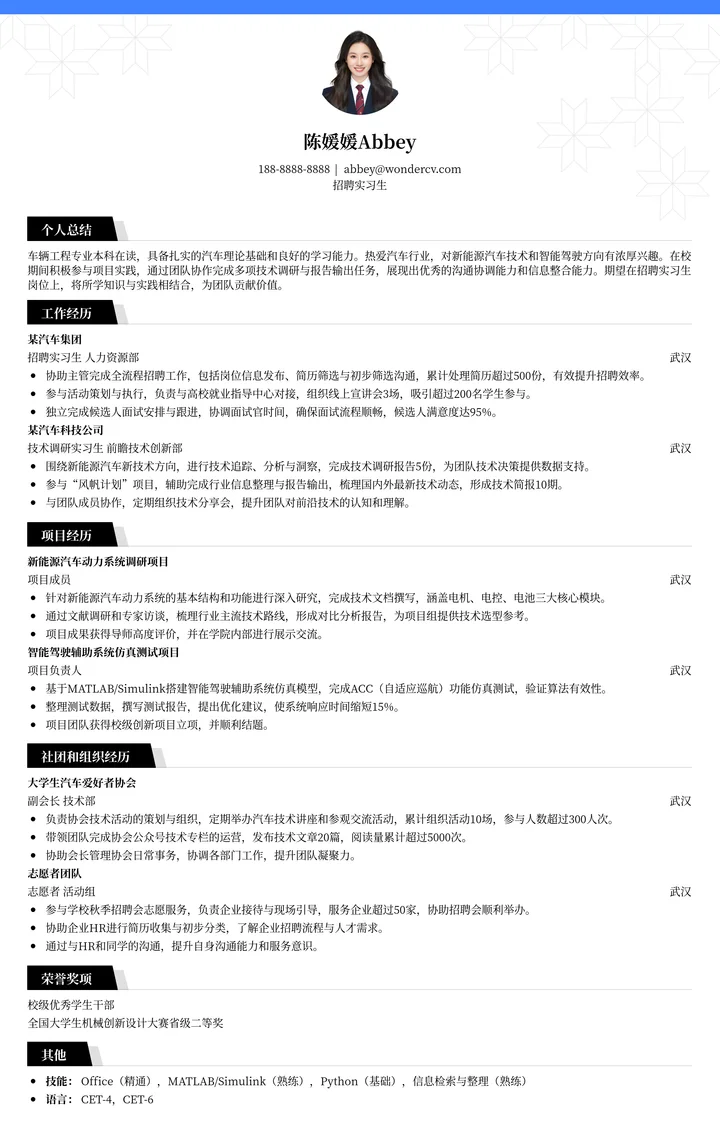 陈媛媛Abbey
188-8888-8888 | abbey@wondercv.com
招聘实习生
个人总结
车辆工程专业本科在读，具备扎实的汽车理论基础和良好的学习能力。热爱汽车行业，对新能源汽车技术和智能驾驶方向有浓厚兴趣。在校
期间积极参与项目实践，通过团队协作完成多项技术调研与报告输出任务，展现出优秀的沟通协调能力和信息整合能力。期望在招聘实习生
岗位上，将所学知识与实践相结合，为团队贡献价值。
工作经历
某汽车集团
招聘实习生 人力资源部 武汉
• 协助主管完成全流程招聘工作，包括岗位信息发布、简历筛选与初步筛选沟通，累计处理简历超过500份，有效提升招聘效率。
• 参与活动策划与执行，负责与高校就业指导中心对接，组织线上宣讲会3场，吸引超过200名学生参与。
• 独立完成候选人面试安排与跟进，协调面试官时间，确保面试流程顺畅，候选人满意度达95%。
某汽车科技公司
技术调研实习生 前瞻技术创新部 武汉
• 围绕新能源汽车新技术方向，进行技术追踪、分析与洞察，完成技术调研报告5份，为团队技术决策提供数据支持。
• 参与“风帆计划”项目，辅助完成行业信息整理与报告输出，梳理国内外最新技术动态，形成技术简报10期。
• 与团队成员协作，定期组织技术分享会，提升团队对前沿技术的认知和理解。
项目经历
新能源汽车动力系统调研项目
项目成员 武汉
• 针对新能源汽车动力系统的基本结构和功能进行深入研究，完成技术文档撰写，涵盖电机、电控、电池三大核心模块。
• 通过文献调研和专家访谈，梳理行业主流技术路线，形成对比分析报告，为项目组提供技术选型参考。
• 项目成果获得导师高度评价，并在学院内部进行展示交流。
智能驾驶辅助系统仿真测试项目
项目负责人 武汉
• 基于MATLAB/Simulink搭建智能驾驶辅助系统仿真模型，完成ACC（自适应巡航）功能仿真测试，验证算法有效性。
• 整理测试数据，撰写测试报告，提出优化建议，使系统响应时间缩短15%。
• 项目团队获得校级创新项目立项，并顺利结题。
社团和组织经历
大学生汽车爱好者协会
副会长 技术部 武汉
• 负责协会技术活动的策划与组织，定期举办汽车技术讲座和参观交流活动，累计组织活动10场，参与人数超过300人次。
• 带领团队完成协会公众号技术专栏的运营，发布技术文章20篇，阅读量累计超过5000次。
• 协助会长管理协会日常事务，协调各部门工作，提升团队凝聚力。
志愿者团队
志愿者 活动组 武汉
• 参与学校秋季招聘会志愿服务，负责企业接待与现场引导，服务企业超过50家，协助招聘会顺利举办。
• 协助企业HR进行简历收集与初步分类，了解企业招聘流程与人才需求。
• 通过与HR和同学的沟通，提升自身沟通能力和服务意识。
荣誉奖项
校级优秀学生干部
全国大学生机械创新设计大赛省级二等奖
其他
• 技能： Office（精通）, MATLAB/Simulink（熟练）, Python（基础）, 信息检索与整理（熟练）
• 语言： CET-4，CET-6